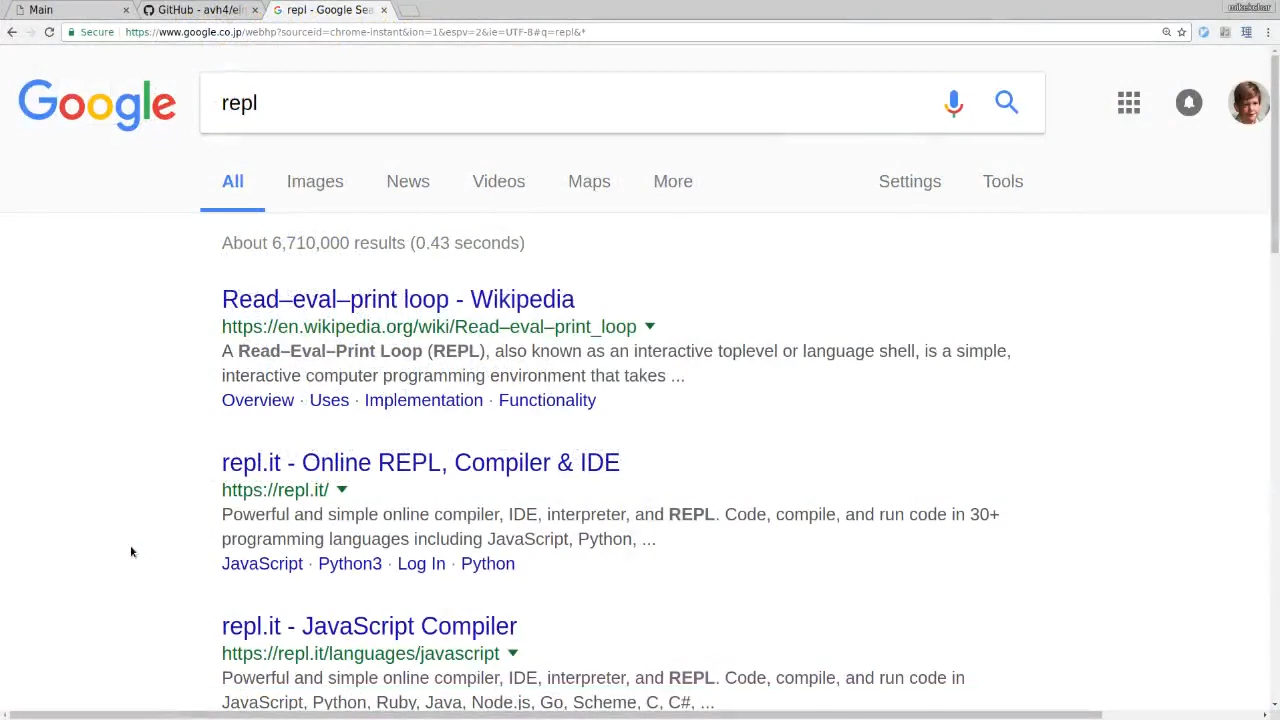 Main
GitHub - avh4/elm
repl - Google Sea
mikeskhar
Secure https://www.google.co.jp/webhp?sourceid=chrome-instant&ion=1&espv=2&ie=UTF-8#q=repl&*
Google
repl
All Images News Videos Maps More Settings Tools
About 6,710,000 results (0.43 seconds)
Read–eval–print loop - Wikipedia
https://en.wikipedia.org/wiki/Read–eval–print_loop
A Read–Eval–Print Loop (REPL), also known as an interactive toplevel or language shell, is a simple,
interactive computer programming environment that takes ...
Overview · Uses · Implementation · Functionality
repl.it - Online REPL, Compiler & IDE
https://repl.it/
Powerful and simple online compiler, IDE, interpreter, and REPL. Code, compile, and run code in 30+
programming languages including JavaScript, Python, ...
JavaScript · Python3 · Log In · Python
repl.it - JavaScript Compiler
https://repl.it/languages/javascript
Powerful and simple online compiler, IDE, interpreter, and REPL. Code, compile, and run code in
JavaScript, Python, Ruby, Java, Node.js, Go, Scheme, C, C#, ...